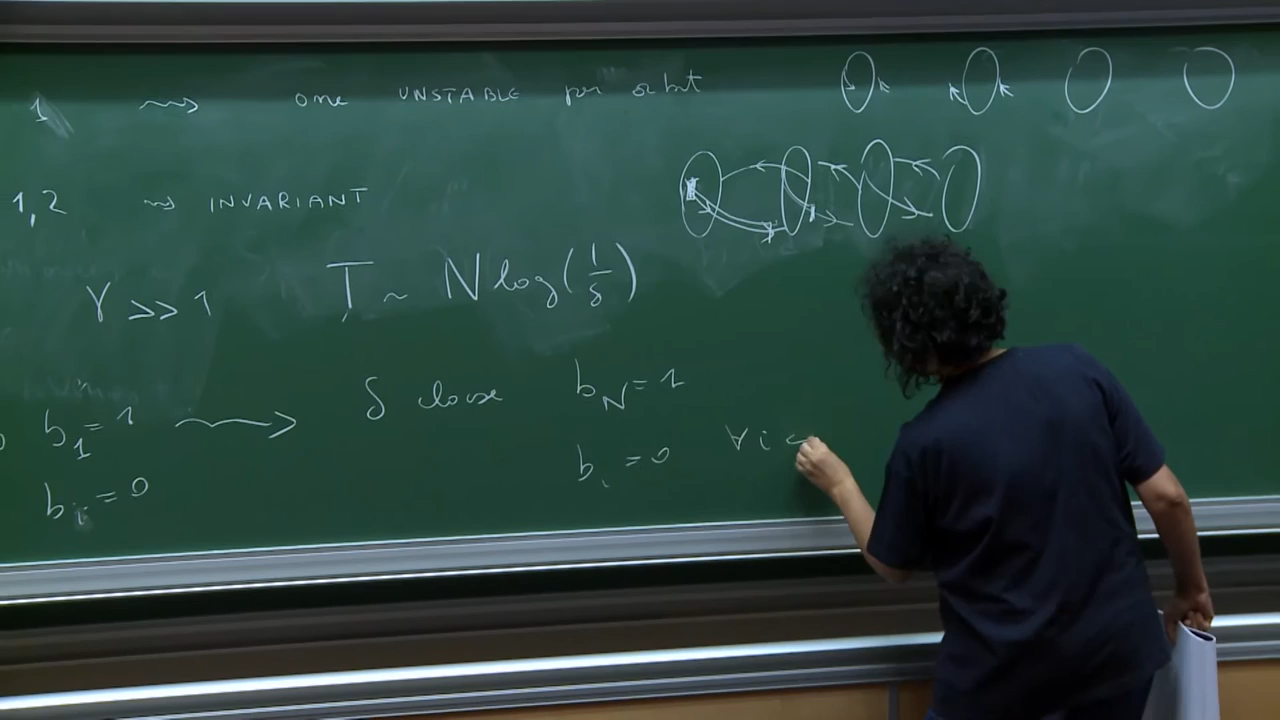 1 ⇝ one UNSTABLE per orbit
1,2 ⇝ INVARIANT
γ >> 1 T ~ N log(1/δ)
b_1 = 1 ⟶ δ close b_N = 1
b_i = 0 b_i = 0 ∀ i